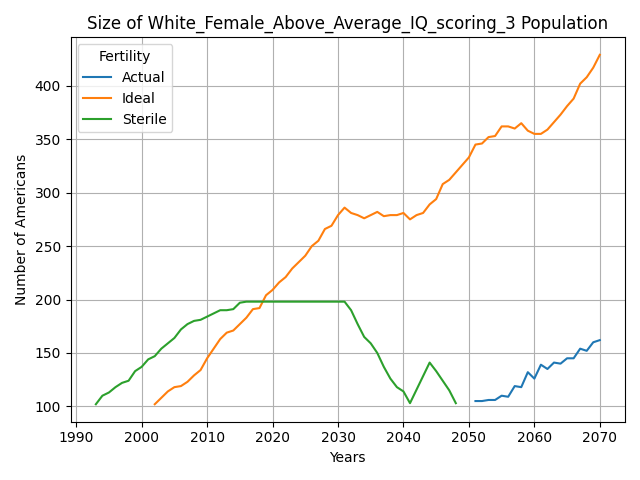 Size of White_Female_Above_Average_IQ_scoring_3 Population
Fertility
Actual
Ideal
Sterile
Number of Americans
400
350
300
250
200
150
100
1990 2000 2010 2020 2030 2040 2050 2060 2070
Years